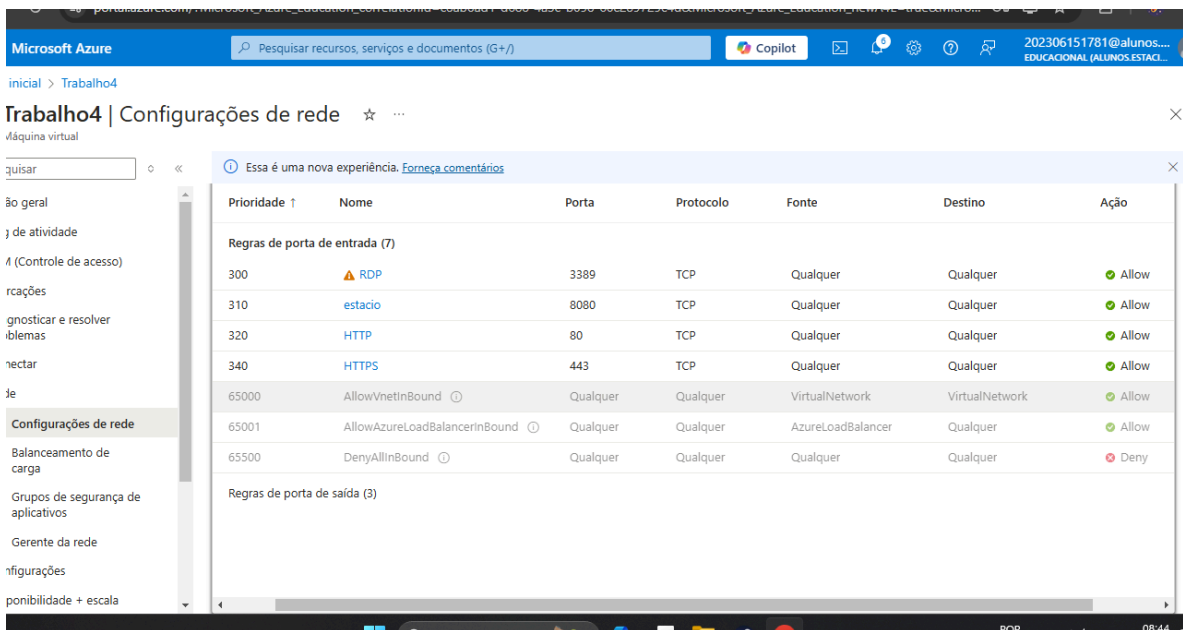 Microsoft Azure
Pesquisar recursos, serviços e documentos (G+/)
Copilot
6
202306151781@alunos....
EDUCACIONAL (ALUNOS.ESTACI...
inicial > Trabalho4
Trabalho4 | Configurações de rede
Máquina virtual
quisar
Essa é uma nova experiência. Forneça comentários
ão geral
g de atividade
M (Controle de acesso)
rcações
gnosticar e resolver
oblemas
nectar
de
Configurações de rede
Balanceamento de
carga
Grupos de segurança de
aplicativos
Gerente da rede
nfigurações
ponibilidade + escala
Prioridade ↑ Nome Porta Protocolo Fonte Destino Ação
Regras de porta de entrada (7)
300 RDP 3389 TCP Qualquer Qualquer Allow
310 estacio 8080 TCP Qualquer Qualquer Allow
320 HTTP 80 TCP Qualquer Qualquer Allow
340 HTTPS 443 TCP Qualquer Qualquer Allow
65000 AllowVnetInBound Qualquer Qualquer VirtualNetwork VirtualNetwork Allow
65001 AllowAzureLoadBalancerInBound Qualquer Qualquer AzureLoadBalancer Qualquer Allow
65500 DenyAllInBound Qualquer Qualquer Qualquer Qualquer Deny
Regras de porta de saída (3)
POR
08:44